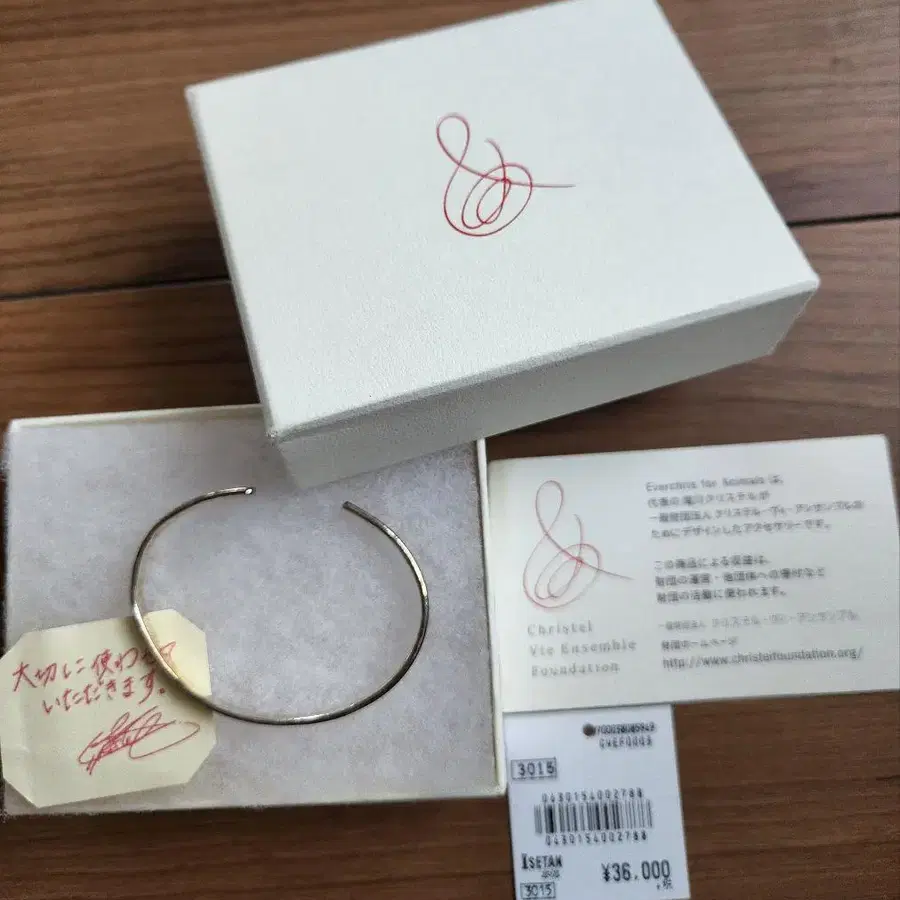 Everchris for Animals は、
代表の滝川クリステルが
一般財団法人 クリステル・ヴィ・アンサンブルの
ためにデザインしたアクセサリーです。
この商品による収益は、
財団の運営・他団体への寄付など
財団の活動に使われます。
一般財団法人 クリステル・ヴィ・アンサンブル
財団ホームページ
http://www.christelfoundation.org/
Christel
Vie Ensemble
Foundation
大切に使わせて
いただきます。
3015
0430154002788
0430154002788
ISETAN
¥36,000
+税
3015